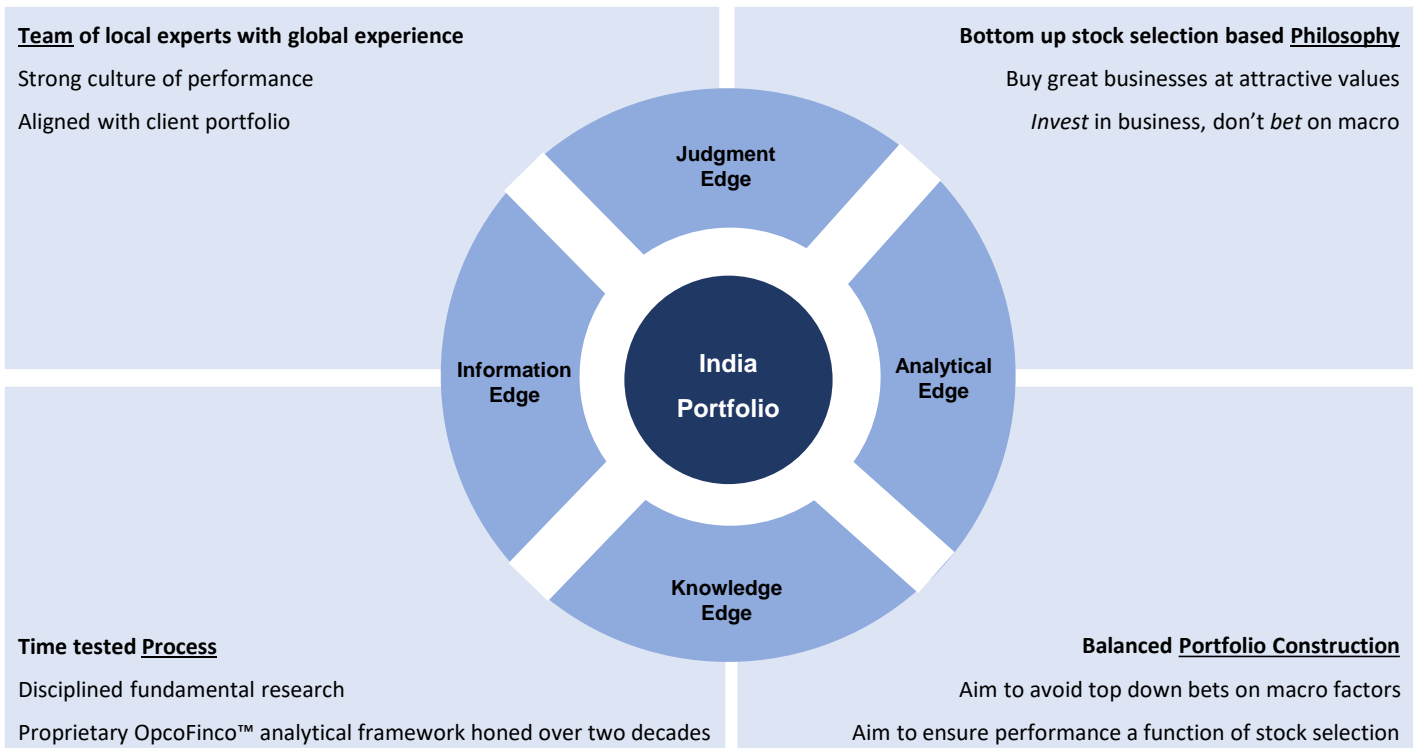 Team of local experts with global experience
Strong culture of performance
Aligned with client portfolio
Bottom up stock selection based Philosophy
Buy great businesses at attractive values
Invest in business, don’t bet on macro
Judgment
Edge
Information
Edge
India
Portfolio
Analytical
Edge
Knowledge
Edge
Time tested Process
Disciplined fundamental research
Proprietary OpcoFinco™ analytical framework honed over two decades
Balanced Portfolio Construction
Aim to avoid top down bets on macro factors
Aim to ensure performance a function of stock selection